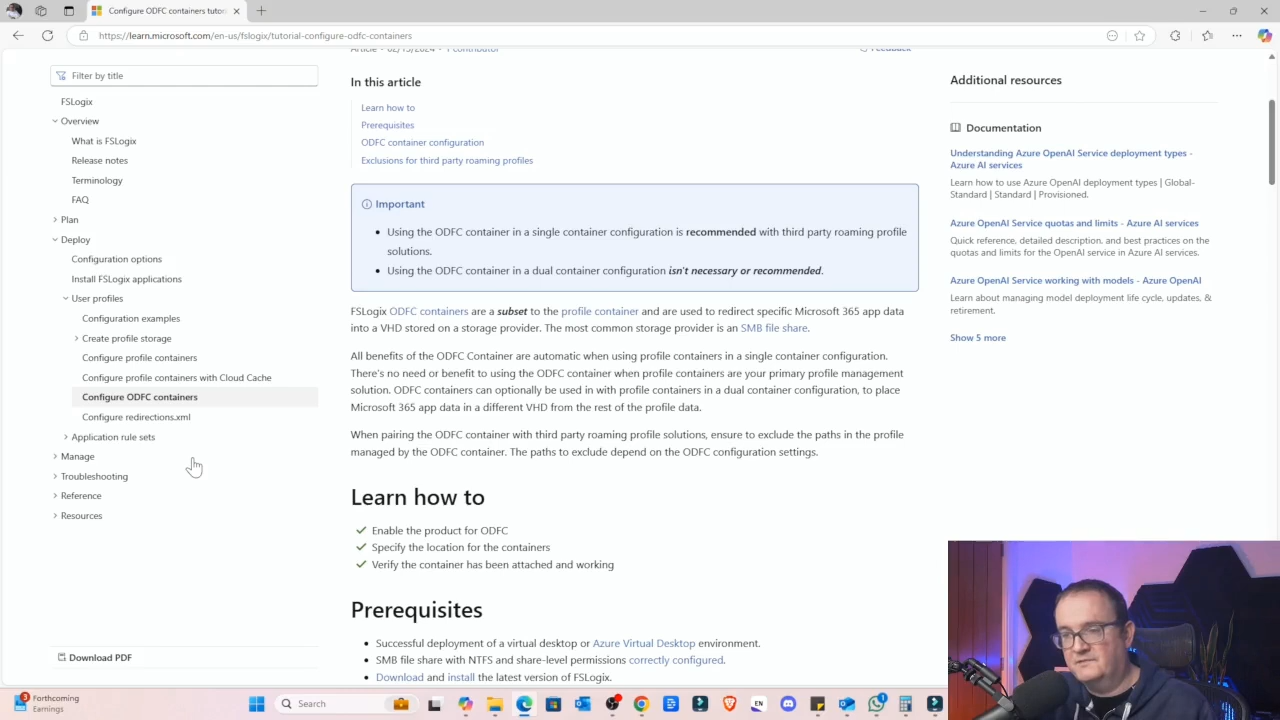 Configure ODFC containers tuto
https://learn.microsoft.com/en-us/fslogix/tutorial-configure-odfc-containers
Filter by title
FSLogix
Overview
What is FSLogix
Release notes
Terminology
FAQ
Plan
Deploy
Configuration options
Install FSLogix applications
User profiles
Configuration examples
Create profile storage
Configure profile containers
Configure profile containers with Cloud Cache
Configure ODFC containers
Configure redirections.xml
Application rule sets
Manage
Troubleshooting
Reference
Resources
Download PDF
Article • 02/15/2024 • 1 contributor
Feedback
In this article
Learn how to
Prerequisites
ODFC container configuration
Exclusions for third party roaming profiles
Important
• Using the ODFC container in a single container configuration is recommended with third party roaming profile
solutions.
• Using the ODFC container in a dual container configuration isn't necessary or recommended.
FSLogix ODFC containers are a subset to the profile container and are used to redirect specific Microsoft 365 app data
into a VHD stored on a storage provider. The most common storage provider is an SMB file share.
All benefits of the ODFC Container are automatic when using profile containers in a single container configuration.
There's no need or benefit to using the ODFC container when profile containers are your primary profile management
solution. ODFC containers can optionally be used in with profile containers in a dual container configuration, to place
Microsoft 365 app data in a different VHD from the rest of the profile data.
When pairing the ODFC container with third party roaming profile solutions, ensure to exclude the paths in the profile
managed by the ODFC container. The paths to exclude depend on the ODFC configuration settings.
Learn how to
Enable the product for ODFC
Specify the location for the containers
Verify the container has been attached and working
Prerequisites
• Successful deployment of a virtual desktop or Azure Virtual Desktop environment.
• SMB file share with NTFS and share-level permissions correctly configured.
• Download and install the latest version of FSLogix.
Additional resources
Documentation
Understanding Azure OpenAI Service deployment types -
Azure AI services
Learn how to use Azure OpenAI deployment types | Global-
Standard | Standard | Provisioned.
Azure OpenAI Service quotas and limits - Azure AI services
Quick reference, detailed description, and best practices on the
quotas and limits for the OpenAI service in Azure AI services.
Azure OpenAI Service working with models - Azure OpenAI
Learn about managing model deployment life cycle, updates, &
retirement.
Show 5 more
3
Forthcoming
Earnings
Search
EN
1